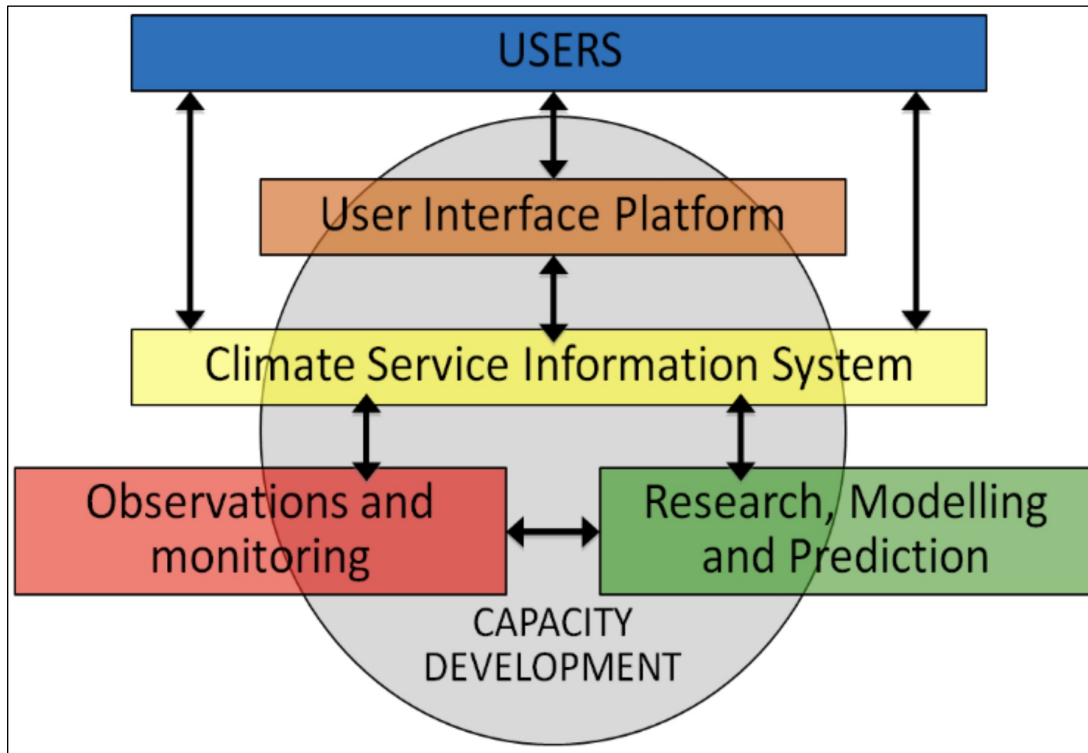 USERS
User Interface Platform
Climate Service Information System
Observations and
monitoring
Research, Modelling
and Prediction
CAPACITY
DEVELOPMENT